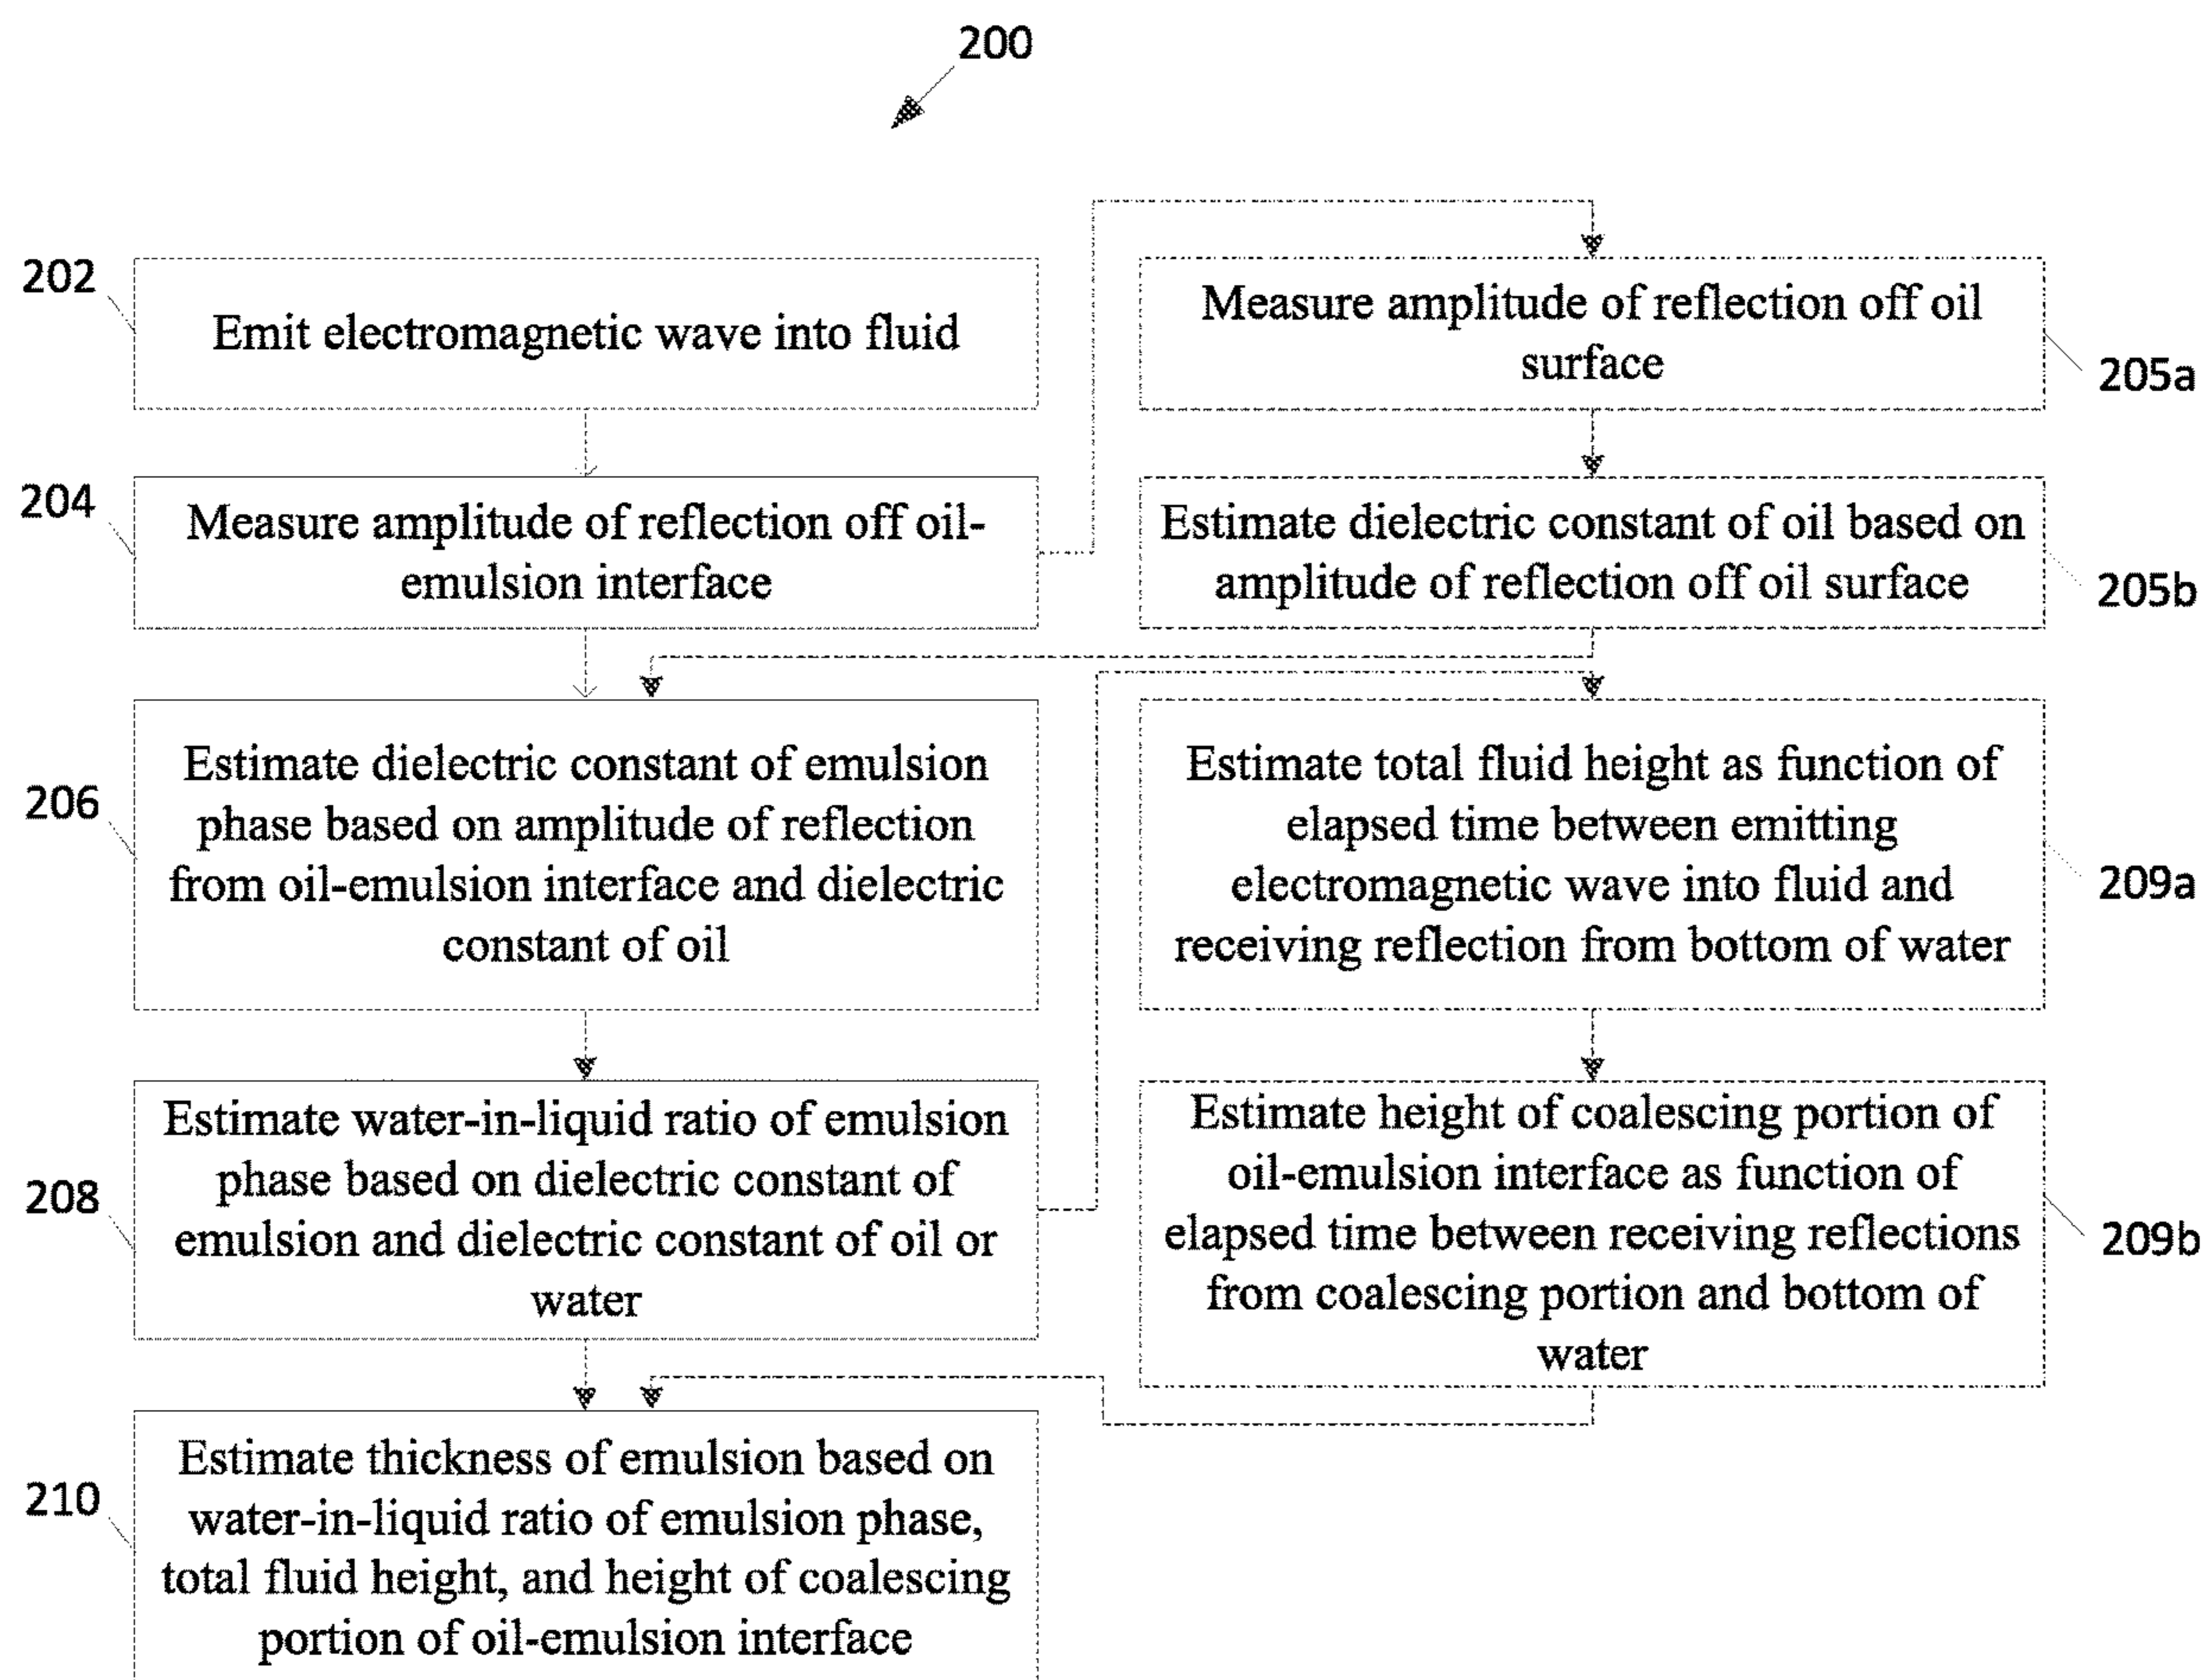 200
202
Emit electromagnetic wave into fluid
204
Measure amplitude of reflection off oil-
emulsion interface
Measure amplitude of reflection off oil
surface
205a
Estimate dielectric constant of oil based on
amplitude of reflection off oil surface
205b
206
Estimate dielectric constant of emulsion
phase based on amplitude of reflection
from oil-emulsion interface and dielectric
constant of oil
208
Estimate water-in-liquid ratio of emulsion
phase based on dielectric constant of
emulsion and dielectric constant of oil or
water
Estimate total fluid height as function of
elapsed time between emitting
electromagnetic wave into fluid and
receiving reflection from bottom of water
209a
Estimate height of coalescing portion of
oil-emulsion interface as function of
elapsed time between receiving reflections
from coalescing portion and bottom of
water
209b
210
Estimate thickness of emulsion based on
water-in-liquid ratio of emulsion phase,
total fluid height, and height of coalescing
portion of oil-emulsion interface